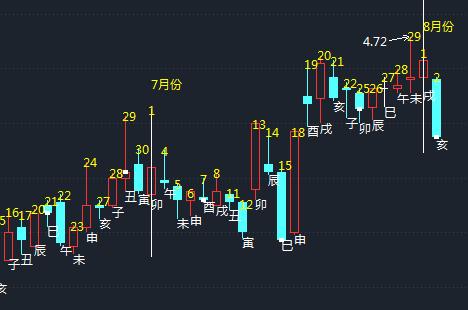 8月份
4.72
29
1
2
19
20
21
22
25
26
27
28
亥
子
卯
辰
巳
午
未
戌
亥
酉
戌
7月份
29
1
13
14
15
18
30
4
5
6
7
8
11
12
24
28
27
16
17
20
21
22
23
5
辰
卯
丑
寅
卯
午
酉
戌
丑
未
申
寅
巳
申
子
亥
申
巳
辰
午
未
子
丑
亥